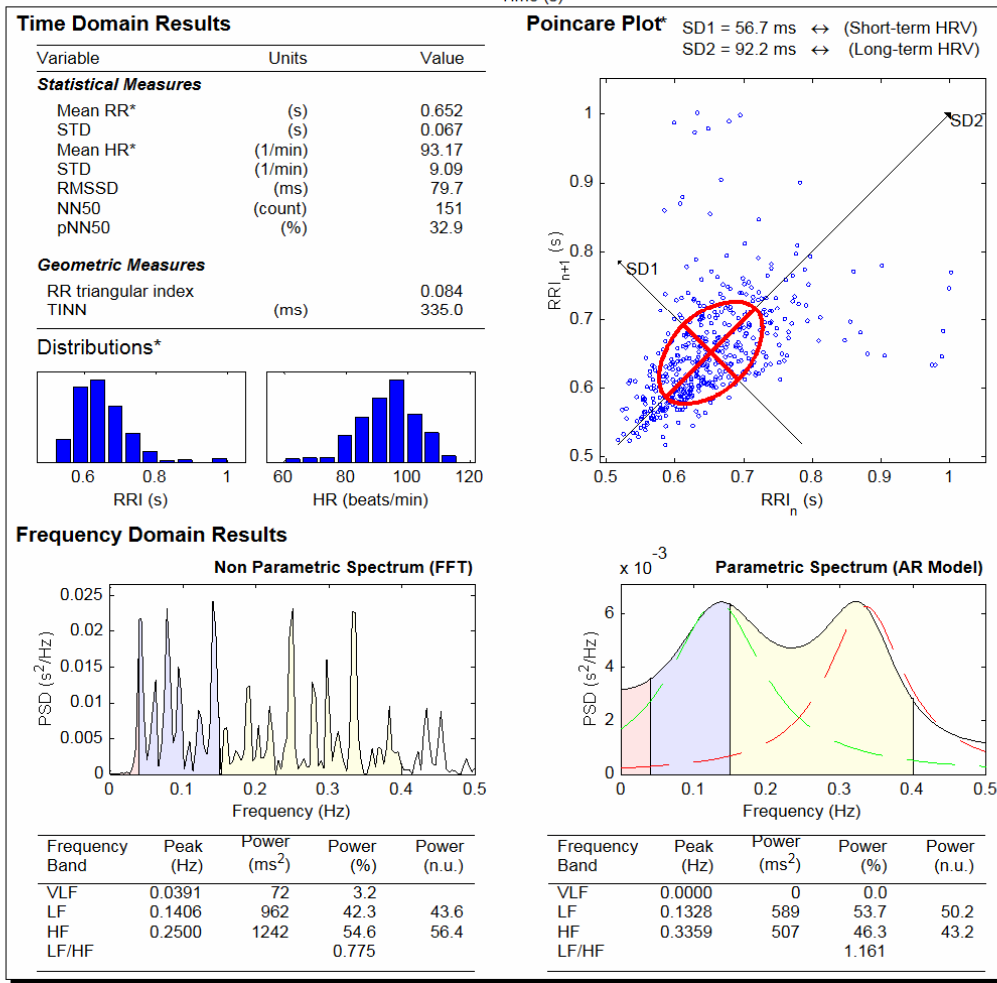 Time (s)
Time Domain Results
Variable Units Value
Statistical Measures
Mean RR* (s) 0.652
STD (s) 0.067
Mean HR* (1/min) 93.17
STD (1/min) 9.09
RMSSD (ms) 79.7
NN50 (count) 151
pNN50 (%) 32.9
Geometric Measures
RR triangular index 0.084
TINN (ms) 335.0
Distributions*
0.6 0.8 1
RRI (s)
60 80 100 120
HR (beats/min)
Poincare Plot*
SD1 = 56.7 ms ↔ (Short-term HRV)
SD2 = 92.2 ms ↔ (Long-term HRV)
SD2
SD1
1
0.9
0.8
0.7
0.6
0.5
RRIn+1 (s)
0.5 0.6 0.7 0.8 0.9 1
RRIn (s)
Frequency Domain Results
Non Parametric Spectrum (FFT)
0.025
0.02
0.015
0.01
0.005
0
PSD (s²/Hz)
0 0.1 0.2 0.3 0.4 0.5
Frequency (Hz)
Frequency Peak Power Power Power
Band (Hz) (ms²) (%) (n.u.)
VLF 0.0391 72 3.2
LF 0.1406 962 42.3 43.6
HF 0.2500 1242 54.6 56.4
LF/HF 0.775
x 10⁻³
Parametric Spectrum (AR Model)
6
4
2
0
PSD (s²/Hz)
0 0.1 0.2 0.3 0.4 0.5
Frequency (Hz)
Frequency Peak Power Power Power
Band (Hz) (ms²) (%) (n.u.)
VLF 0.0000 0 0.0
LF 0.1328 589 53.7 50.2
HF 0.3359 507 46.3 43.2
LF/HF 1.161